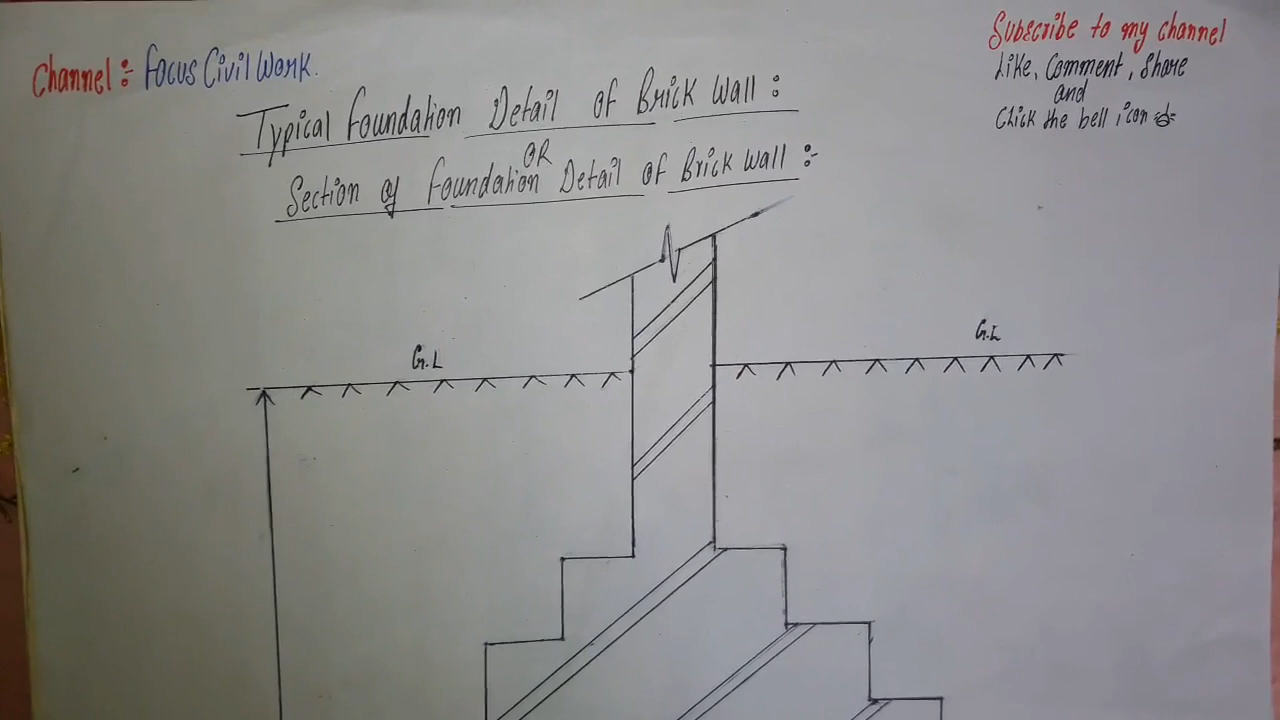 Channel:- Focus Civil Work.
Subscribe to my channel
Like, Comment, Share
and
Click the bell icon
Typical Foundation Detail of Brick Wall :
OR
Section of Foundation Detail of Brick Wall :-
G.L
G.L